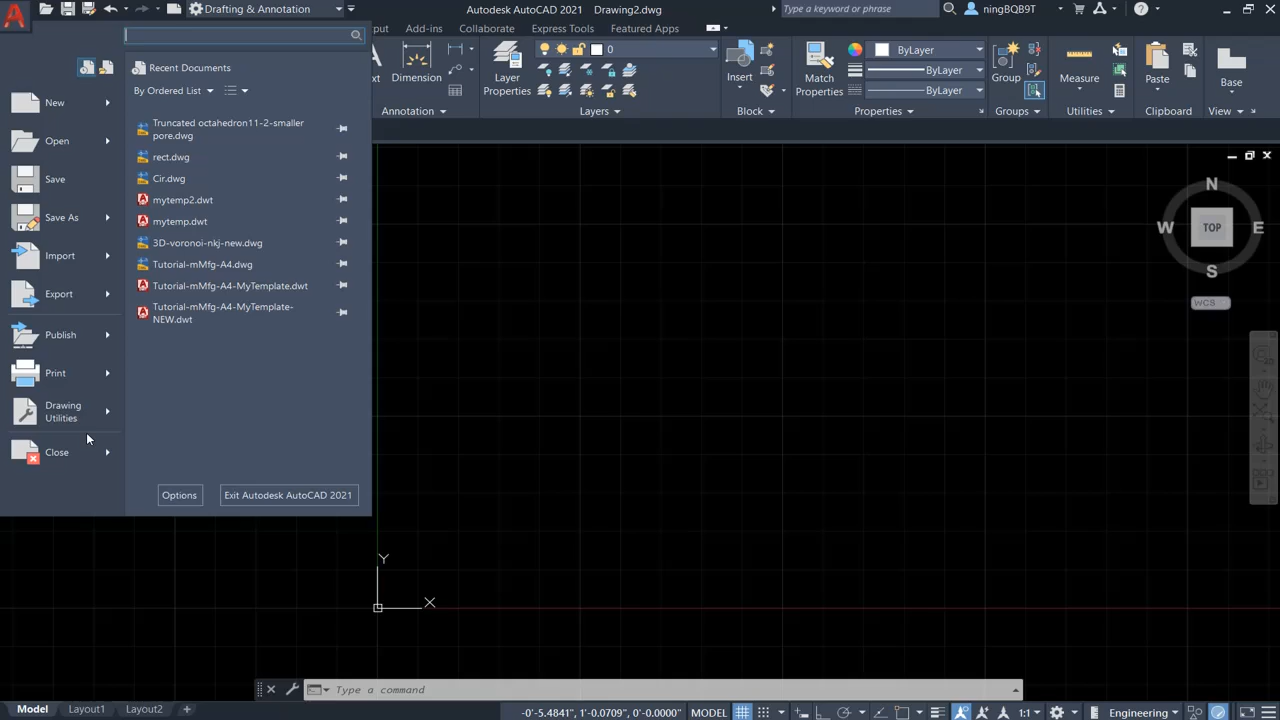 Drafting & Annotation
Autodesk AutoCAD 2021 Drawing2.dwg
Type a keyword or phrase
ningBQB9T
put Add-ins Collaborate Express Tools Featured Apps
Recent Documents
By Ordered List
New
Open
Save
Save As
Import
Export
Publish
Print
Drawing
Utilities
Close
Truncated octahedron11-2-smaller
pore.dwg
rect.dwg
Cir.dwg
mytemp2.dwt
mytemp.dwt
3D-voronoi-nkj-new.dwg
Tutorial-mMfg-A4.dwg
Tutorial-mMfg-A4-MyTemplate.dwt
Tutorial-mMfg-A4-MyTemplate-
NEW.dwt
Options
Exit Autodesk AutoCAD 2021
xt
Dimension
Annotation
Layer
Properties
0
Layers
Insert
Block
Match
Properties
ByLayer
ByLayer
ByLayer
Properties
Group
Groups
Measure
Utilities
Paste
Clipboard
Base
View
N
W TOP E
S
WCS
Y
X
Type a command
Model Layout1 Layout2 +
-0'-5.4841", 1'-0.0709", 0'-0.0000" MODEL 1:1 Engineering